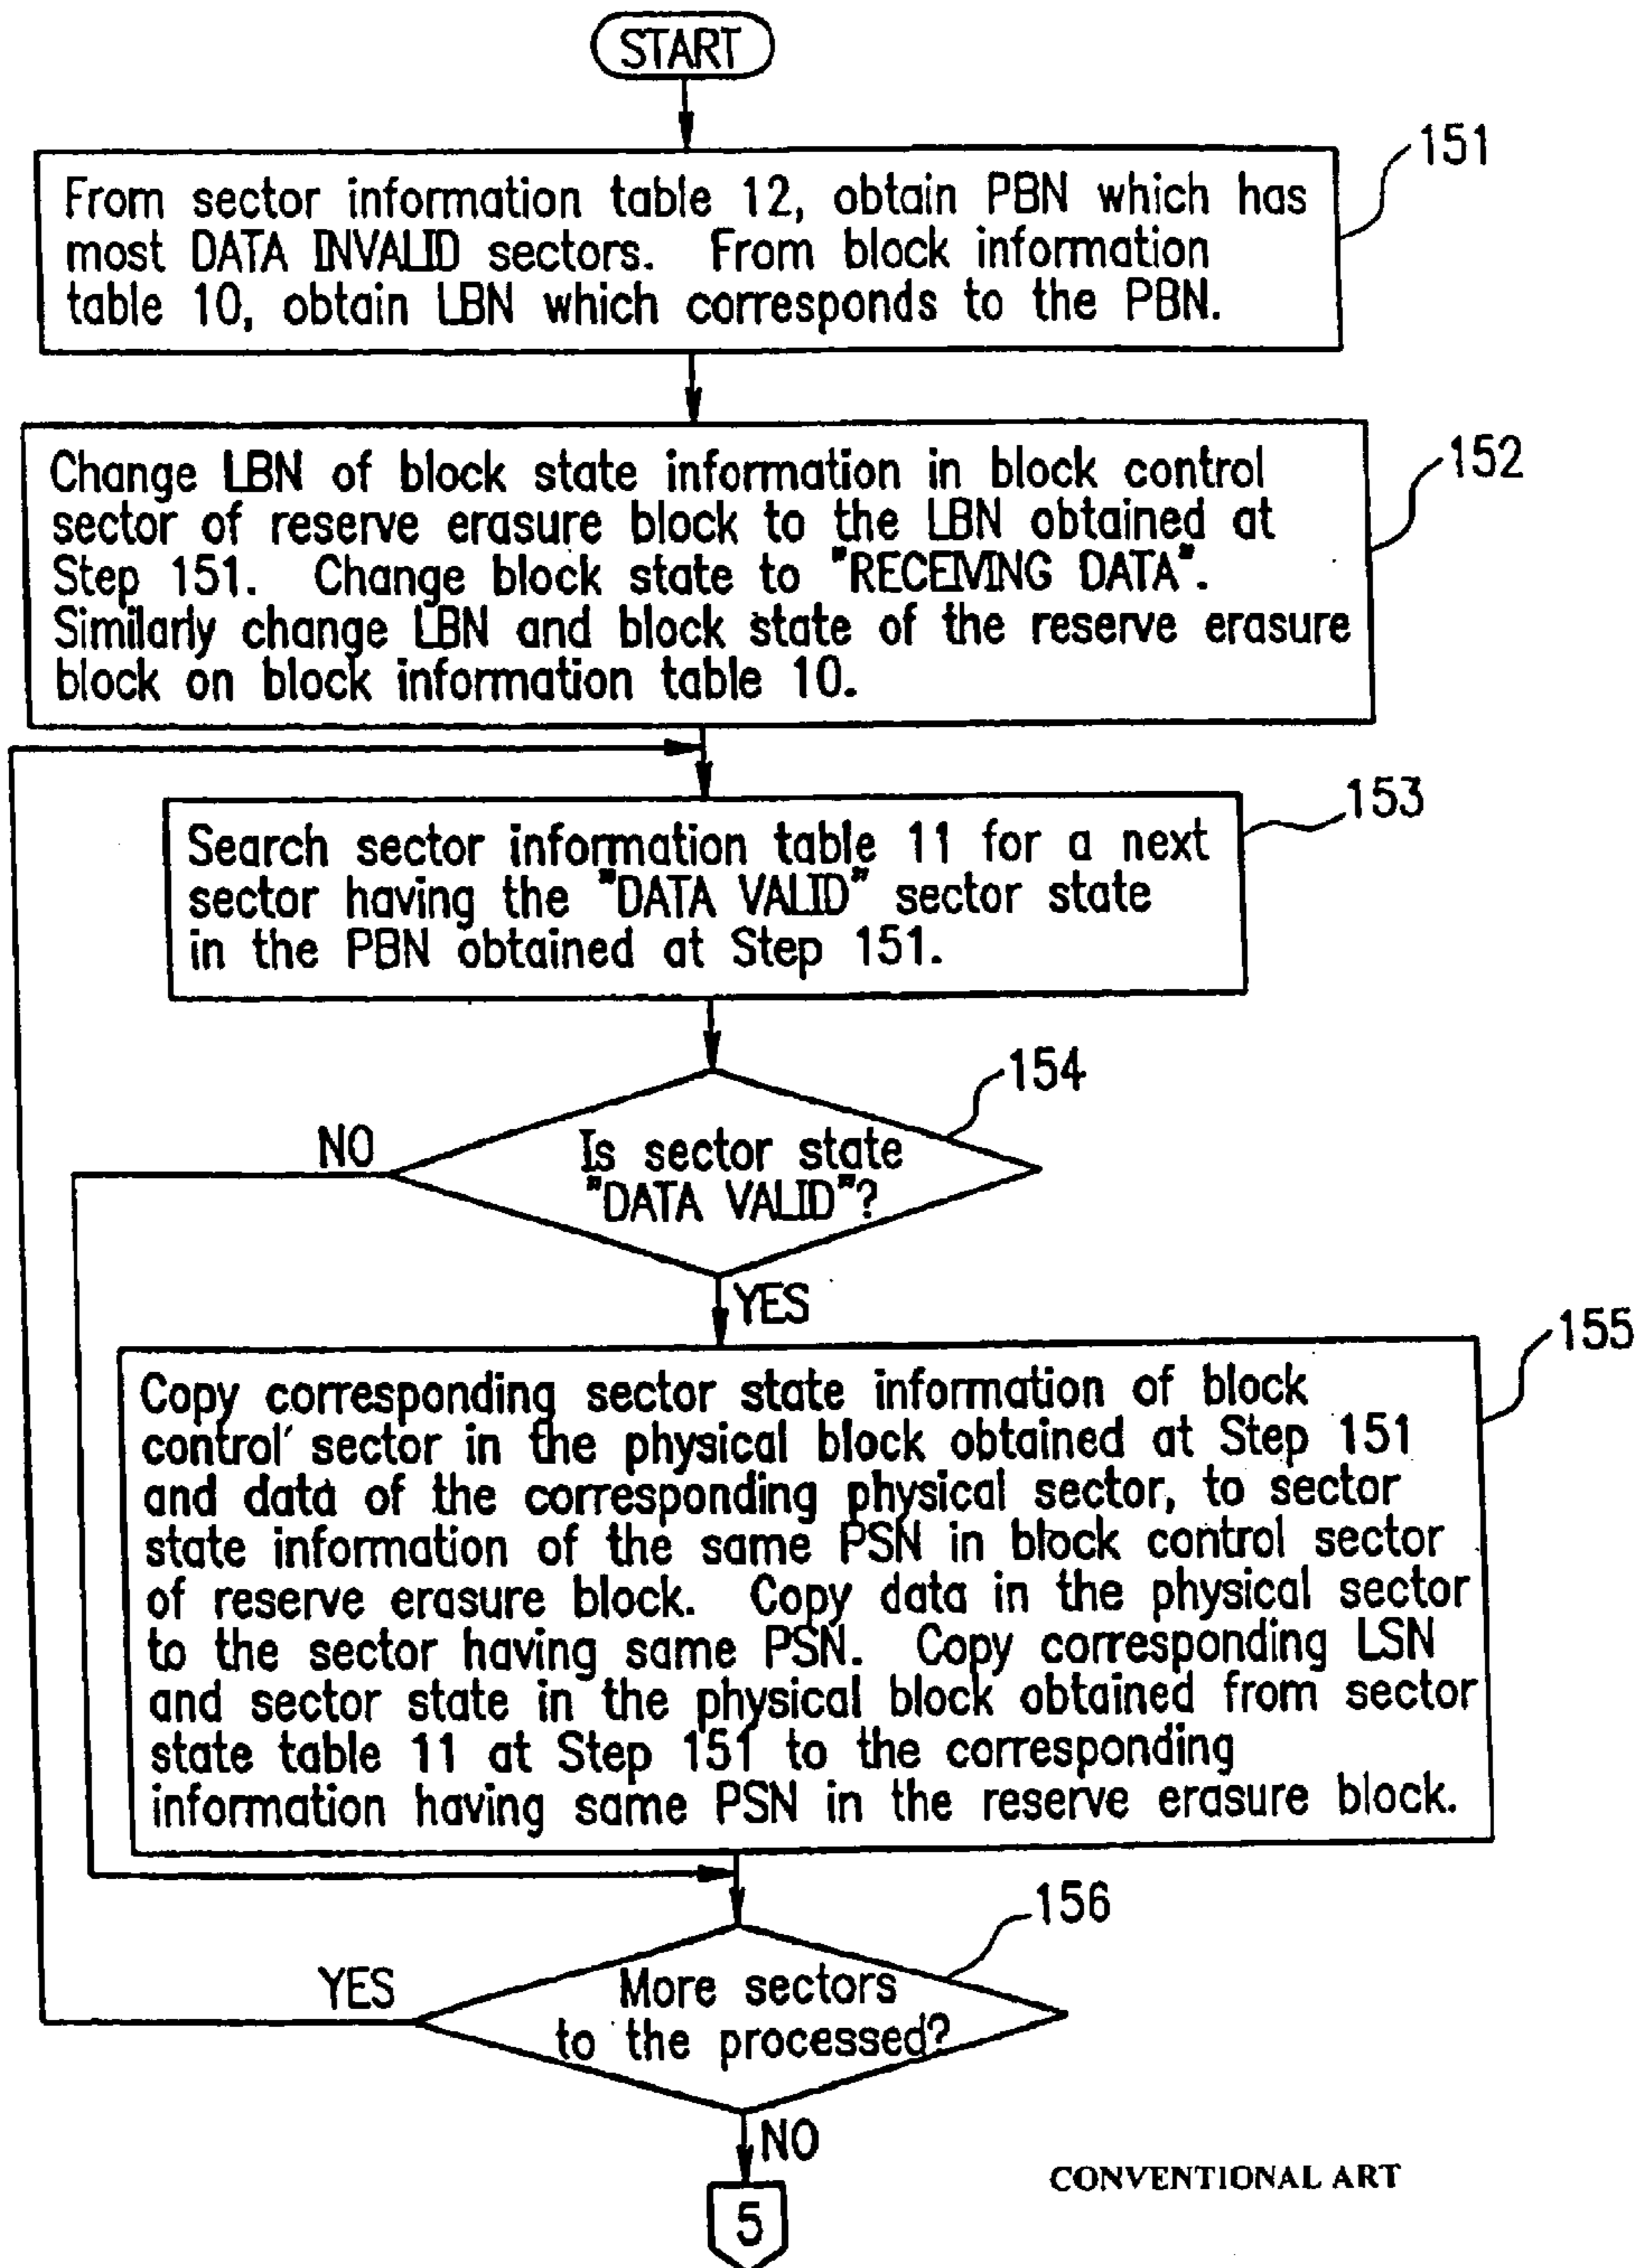 START
151
From sector information table 12, obtain PBN which has
most DATA INVALID sectors. From block information
table 10, obtain LBN which corresponds to the PBN.
152
Change LBN of block state information in block control
sector of reserve erasure block to the LBN obtained at
Step 151. Change block state to "RECEIVING DATA".
Similarly change LBN and block state of the reserve erasure
block on block information table 10.
153
Search sector information table 11 for a next
sector having the "DATA VALID" sector state
in the PBN obtained at Step 151.
154
NO
Is sector state
"DATA VALID"?
YES
155
Copy corresponding sector state information of block
control sector in the physical block obtained at Step 151
and data of the corresponding physical sector, to sector
state information of the same PSN in block control sector
of reserve erasure block. Copy data in the physical sector
to the sector having same PSN. Copy corresponding LSN
and sector state in the physical block obtained from sector
state table 11 at Step 151 to the corresponding
information having same PSN in the reserve erasure block.
156
YES
More sectors
to the processed?
NO
5
CONVENTIONAL ART